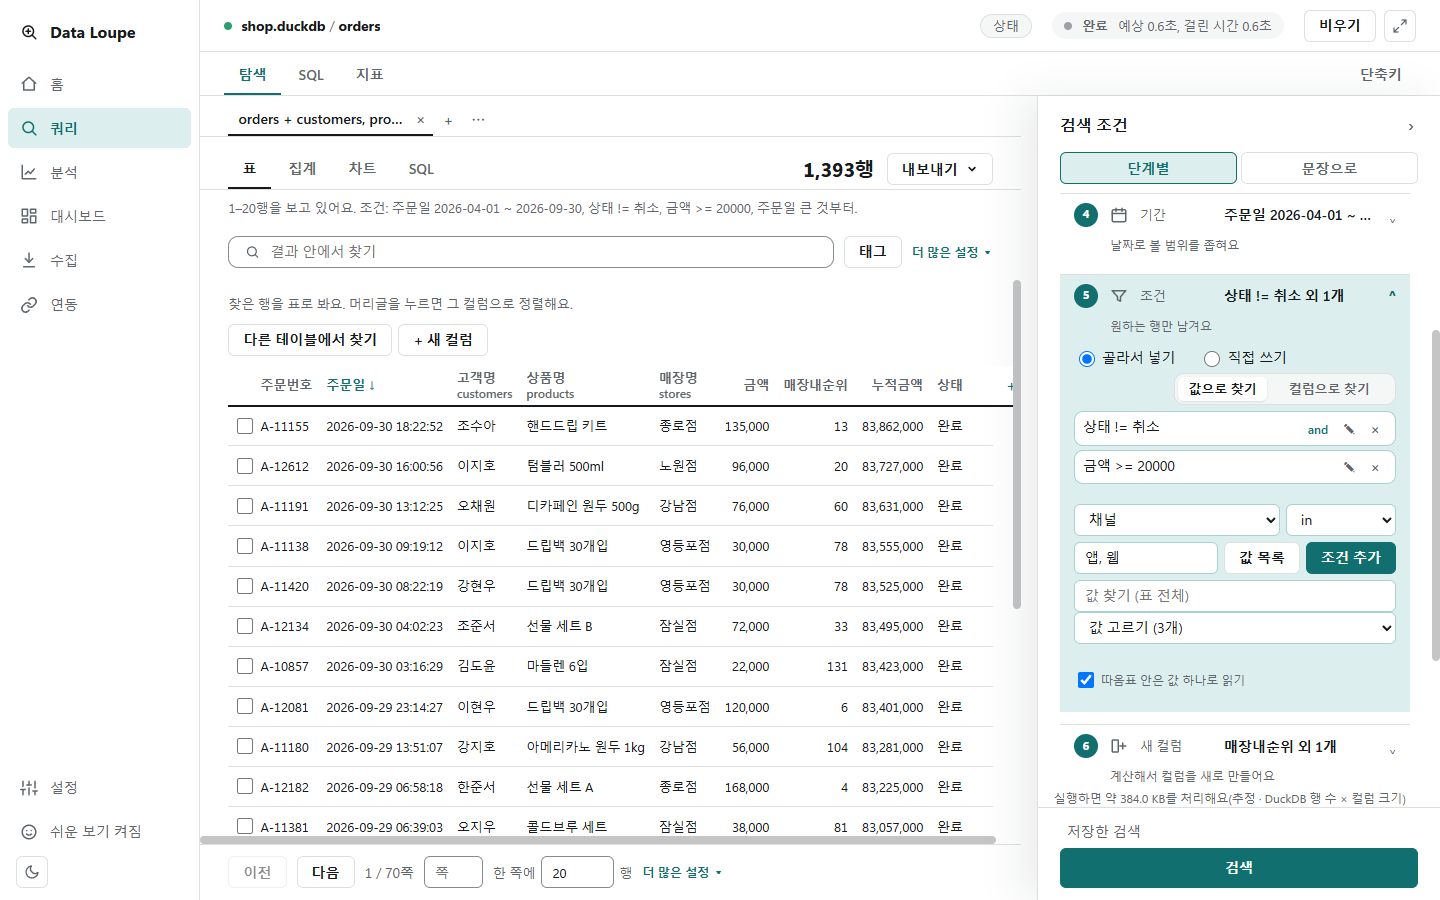 Data Loupe
홈
쿼리
분석
대시보드
수집
연동
설정
쉬운 보기 켜짐
shop.duckdb / orders
상태
완료 예상 0.6초, 걸린 시간 0.6초
비우기
탐색 SQL 지표
단축키
orders + customers, pro... × + ⋯
표 집계 차트 SQL
1,393행
내보내기
1–20행을 보고 있어요. 조건: 주문일 2026-04-01 ~ 2026-09-30, 상태 != 취소, 금액 >= 20000, 주문일 큰 것부터.
결과 안에서 찾기
태그
더 많은 설정
찾은 행을 표로 봐요. 머리글을 누르면 그 컬럼으로 정렬해요.
다른 테이블에서 찾기
+ 새 컬럼
주문번호 주문일 ↓ 고객명 customers 상품명 products 매장명 stores 금액 매장내순위 누적금액 상태 +
A-11155 2026-09-30 18:22:52 조수아 핸드드립 키트 종로점 135,000 13 83,862,000 완료
A-12612 2026-09-30 16:00:56 이지호 텀블러 500ml 노원점 96,000 20 83,727,000 완료
A-11191 2026-09-30 13:12:25 오채원 디카페인 원두 500g 강남점 76,000 60 83,631,000 완료
A-11138 2026-09-30 09:19:12 이지호 드립백 30개입 영등포점 30,000 78 83,555,000 완료
A-11420 2026-09-30 08:22:19 강현우 드립백 30개입 영등포점 30,000 78 83,525,000 완료
A-12134 2026-09-30 04:02:23 조준서 선물 세트 B 잠실점 72,000 33 83,495,000 완료
A-10857 2026-09-30 03:16:29 김도윤 마들렌 6입 잠실점 22,000 131 83,423,000 완료
A-12081 2026-09-29 23:14:27 이현우 드립백 30개입 영등포점 120,000 6 83,401,000 완료
A-11180 2026-09-29 13:51:07 강지호 아메리카노 원두 1kg 강남점 56,000 104 83,281,000 완료
A-12182 2026-09-29 06:58:18 한준서 선물 세트 A 종로점 168,000 4 83,225,000 완료
A-11381 2026-09-29 06:39:03 오지우 콜드브루 세트 잠실점 38,000 81 83,057,000 완료
이전 다음 1 / 70쪽 쪽 한 쪽에 20 행 더 많은 설정
검색 조건
단계별 문장으로
4 기간 주문일 2026-04-01 ~ ...
날짜로 볼 범위를 좁혀요
5 조건 상태 != 취소 외 1개
원하는 행만 남겨요
골라서 넣기 직접 쓰기
값으로 찾기 컬럼으로 찾기
상태 != 취소 and ×
금액 >= 20000 ×
채널 in
앱, 웹 값 목록 조건 추가
값 찾기 (표 전체)
값 고르기 (3개)
따옴표 안은 값 하나로 읽기
6 새 컬럼 매장내순위 외 1개
계산해서 컬럼을 새로 만들어요
실행하면 약 384.0 KB를 처리해요(추정 · DuckDB 행 수 × 컬럼 크기)
저장한 검색
검색